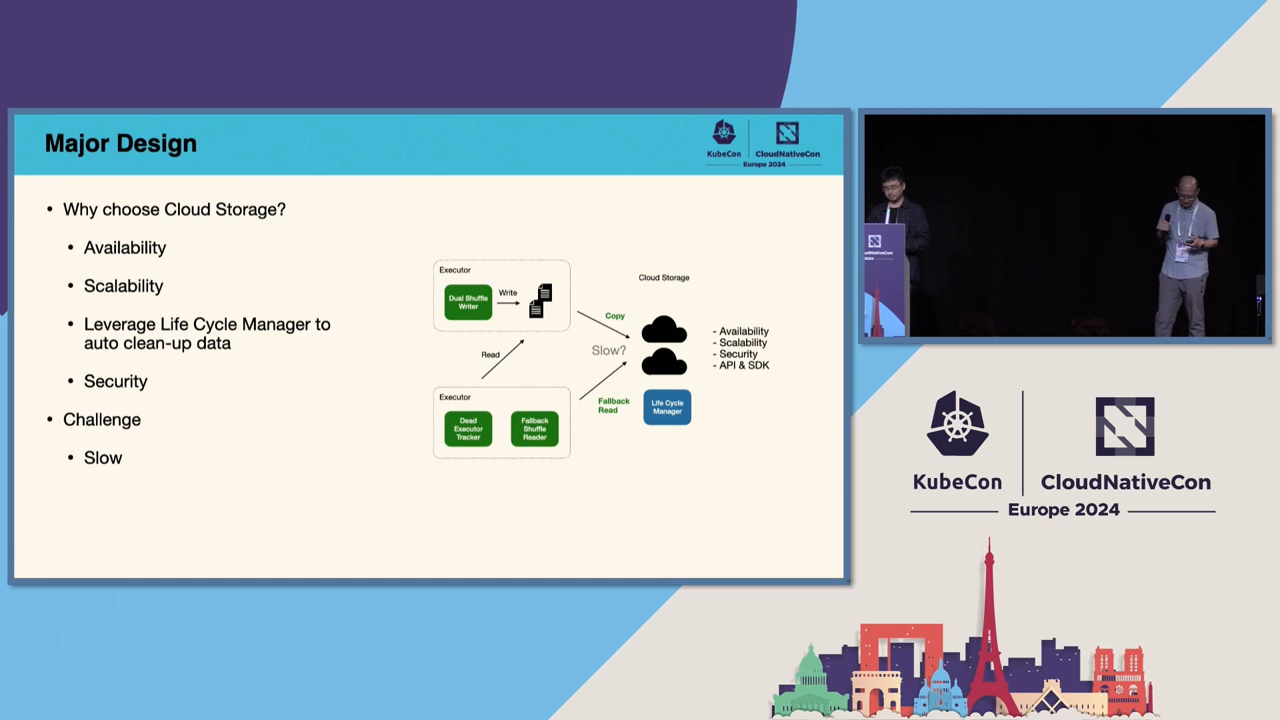 Major Design
KubeCon
CloudNativeCon
Europe 2024
• Why choose Cloud Storage?
• Availability
• Scalability
• Leverage Life Cycle Manager to
auto clean-up data
• Security
• Challenge
• Slow
Executor
Dual Shuffle
Writer
Write
Read
Executor
Dead
Executor
Tracker
Fallback
Shuffle
Reader
Cloud Storage
Copy
Slow?
Fallback
Read
Life Cycle
Manager
- Availability
- Scalability
- Security
- API & SDK
KubeCon
CloudNativeCon
Europe 2024